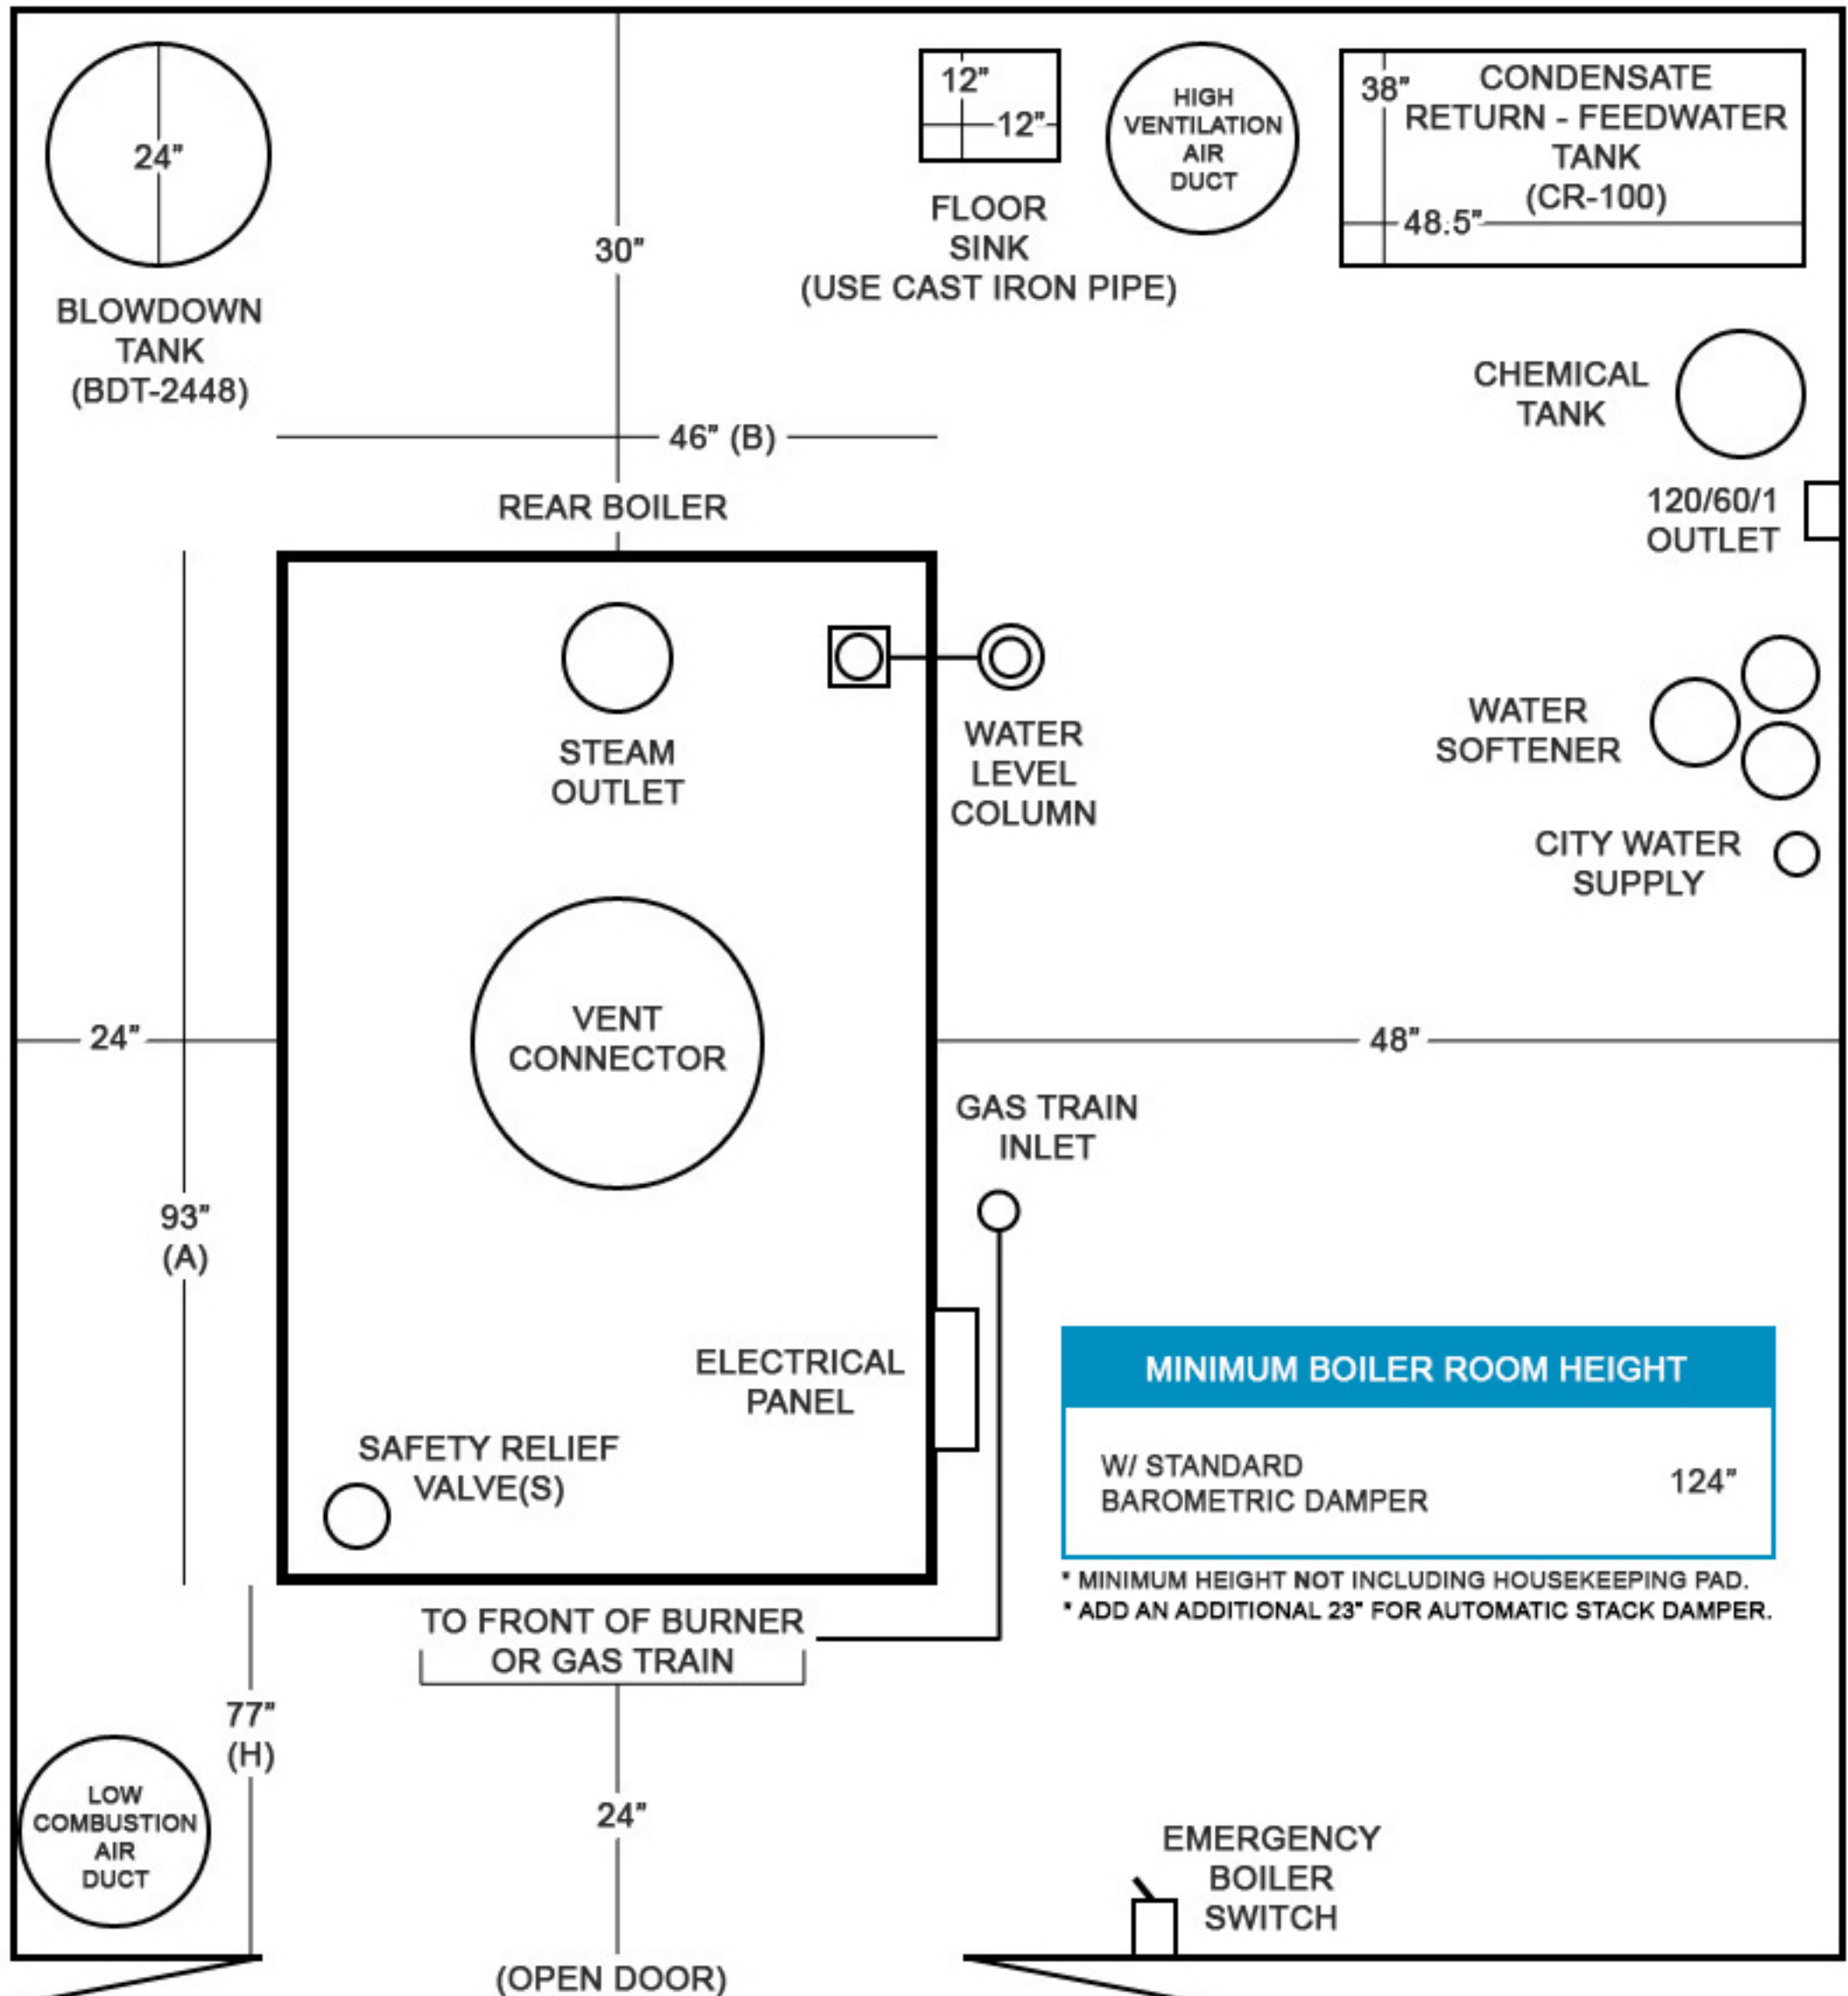 24”
BLOWDOWN
TANK
(BDT-2448)
30”
12”
12”
FLOOR
SINK
(USE CAST IRON PIPE)
HIGH
VENTILATION
AIR
DUCT
38”
CONDENSATE
RETURN - FEEDWATER
TANK
(CR-100)
48.5”
CHEMICAL
TANK
46” (B)
REAR BOILER
120/60/1
OUTLET
STEAM
OUTLET
WATER
LEVEL
COLUMN
WATER
SOFTENER
CITY WATER
SUPPLY
VENT
CONNECTOR
24”
48”
GAS TRAIN
INLET
93”
(A)
ELECTRICAL
PANEL
SAFETY RELIEF
VALVE(S)
MINIMUM BOILER ROOM HEIGHT
W/ STANDARD
BAROMETRIC DAMPER
124”
* MINIMUM HEIGHT NOT INCLUDING HOUSEKEEPING PAD.
* ADD AN ADDITIONAL 23" FOR AUTOMATIC STACK DAMPER.
TO FRONT OF BURNER
OR GAS TRAIN
77”
(H)
24”
LOW
COMBUSTION
AIR
DUCT
EMERGENCY
BOILER
SWITCH
(OPEN DOOR)